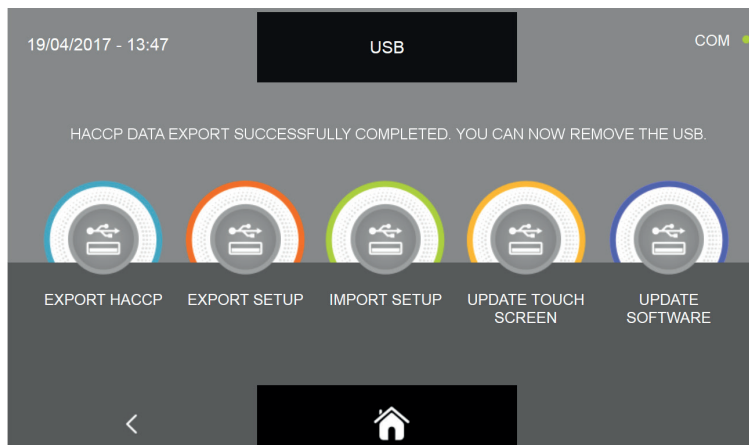 19/04/2017 - 13:47
USB
COM
HACCP DATA EXPORT SUCCESSFULLY COMPLETED. YOU CAN NOW REMOVE THE USB.
EXPORT HACCP
EXPORT SETUP
IMPORT SETUP
UPDATE TOUCH
SCREEN
UPDATE
SOFTWARE